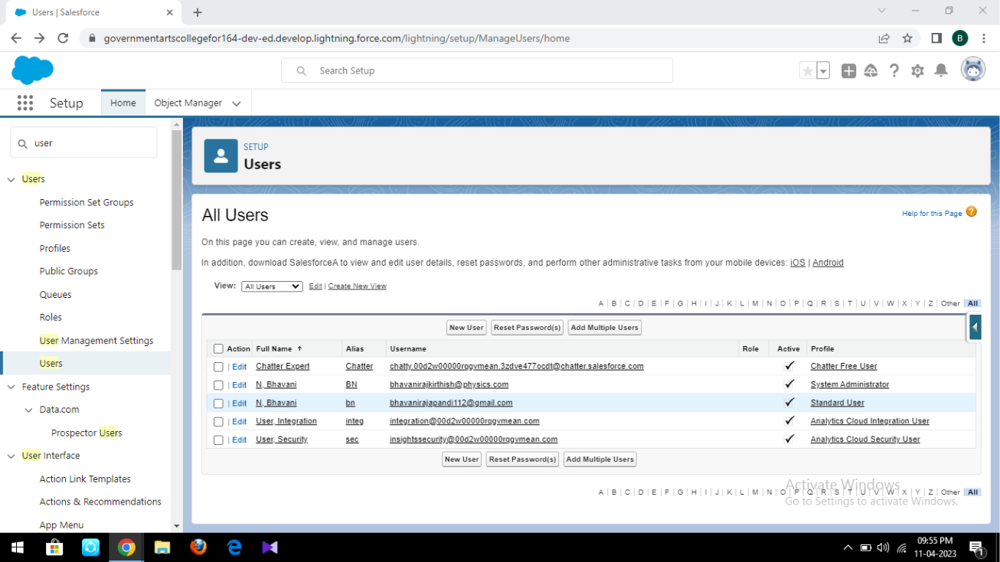 Users | Salesforce
governmentartscollegefor164-dev-ed.develop.lightning.force.com/lightning/setup/ManageUsers/home
B
Search Setup
Setup Home Object Manager
user
Users
Permission Set Groups
Permission Sets
Profiles
Public Groups
Queues
Roles
User Management Settings
Users
Feature Settings
Data.com
Prospector Users
User Interface
Action Link Templates
Actions & Recommendations
App Menu
SETUP
Users
All Users
Help for this Page ?
On this page you can create, view, and manage users.
In addition, download SalesforceA to view and edit user details, reset passwords, and perform other administrative tasks from your mobile devices: iOS | Android
View: All Users Edit | Create New View
A | B | C | D | E | F | G | H | I | J | K | L | M | N | O | P | Q | R | S | T | U | V | W | X | Y | Z | Other All
New User Reset Password(s) Add Multiple Users
Action Full Name ↑ Alias Username Role Active Profile
| Edit Chatter Expert Chatter chatty.00d2w00000rqgvmean.3zdve477ocdt@chatter.salesforce.com ✓ Chatter Free User
| Edit N, Bhavani BN bhavanirajkirthish@physics.com ✓ System Administrator
| Edit N, Bhavani bn bhavanirajapandi112@gmail.com ✓ Standard User
| Edit User, Integration integ integration@00d2w00000rqgvmean.com ✓ Analytics Cloud Integration User
| Edit User, Security sec insightssecurity@00d2w00000rqgvmean.com ✓ Analytics Cloud Security User
New User Reset Password(s) Add Multiple Users
A | B | C | D | E | F | G | H | I | J | K | L | M | N | O | P | Q | R | S | T | U | V | W | X | Y | Z | Other All
Activate Windows
Go to Settings to activate Windows.
09:55 PM
11-04-2023
1